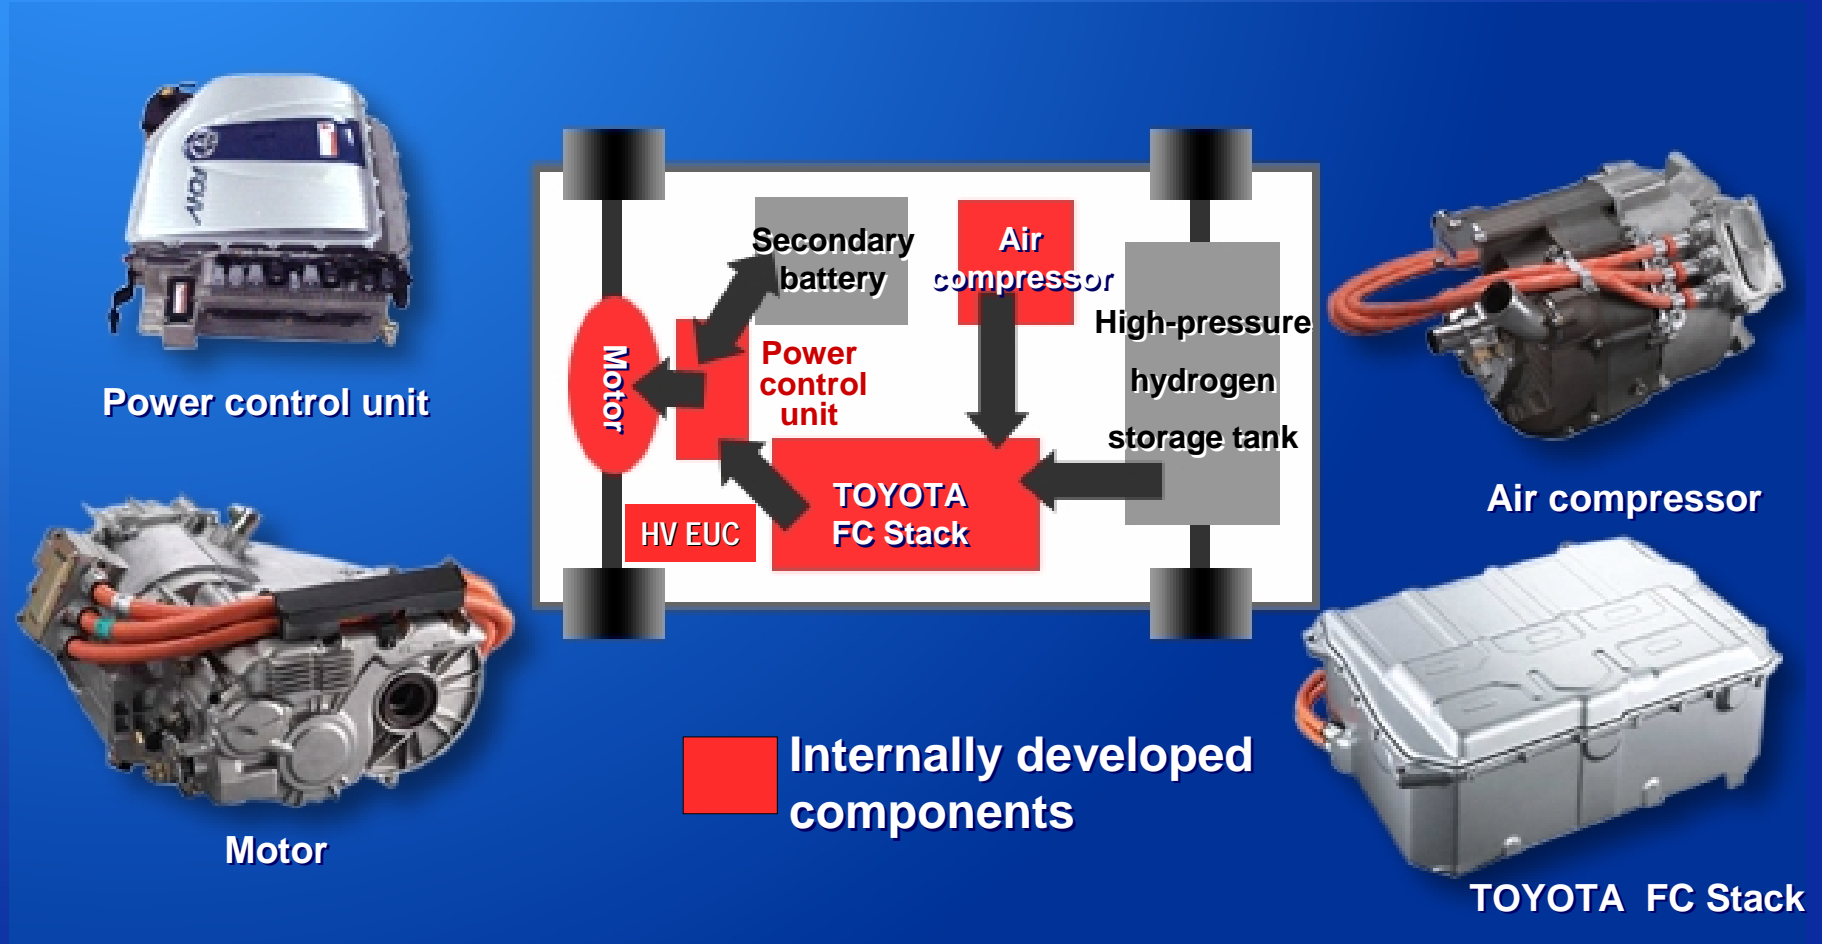 FCHV
Power control unit
Secondary
battery
Air
compressor
High-pressure
hydrogen
storage tank
Motor
Power
control
unit
TOYOTA
FC Stack
HV EUC
Air compressor
Motor
Internally developed
components
TOYOTA FC Stack